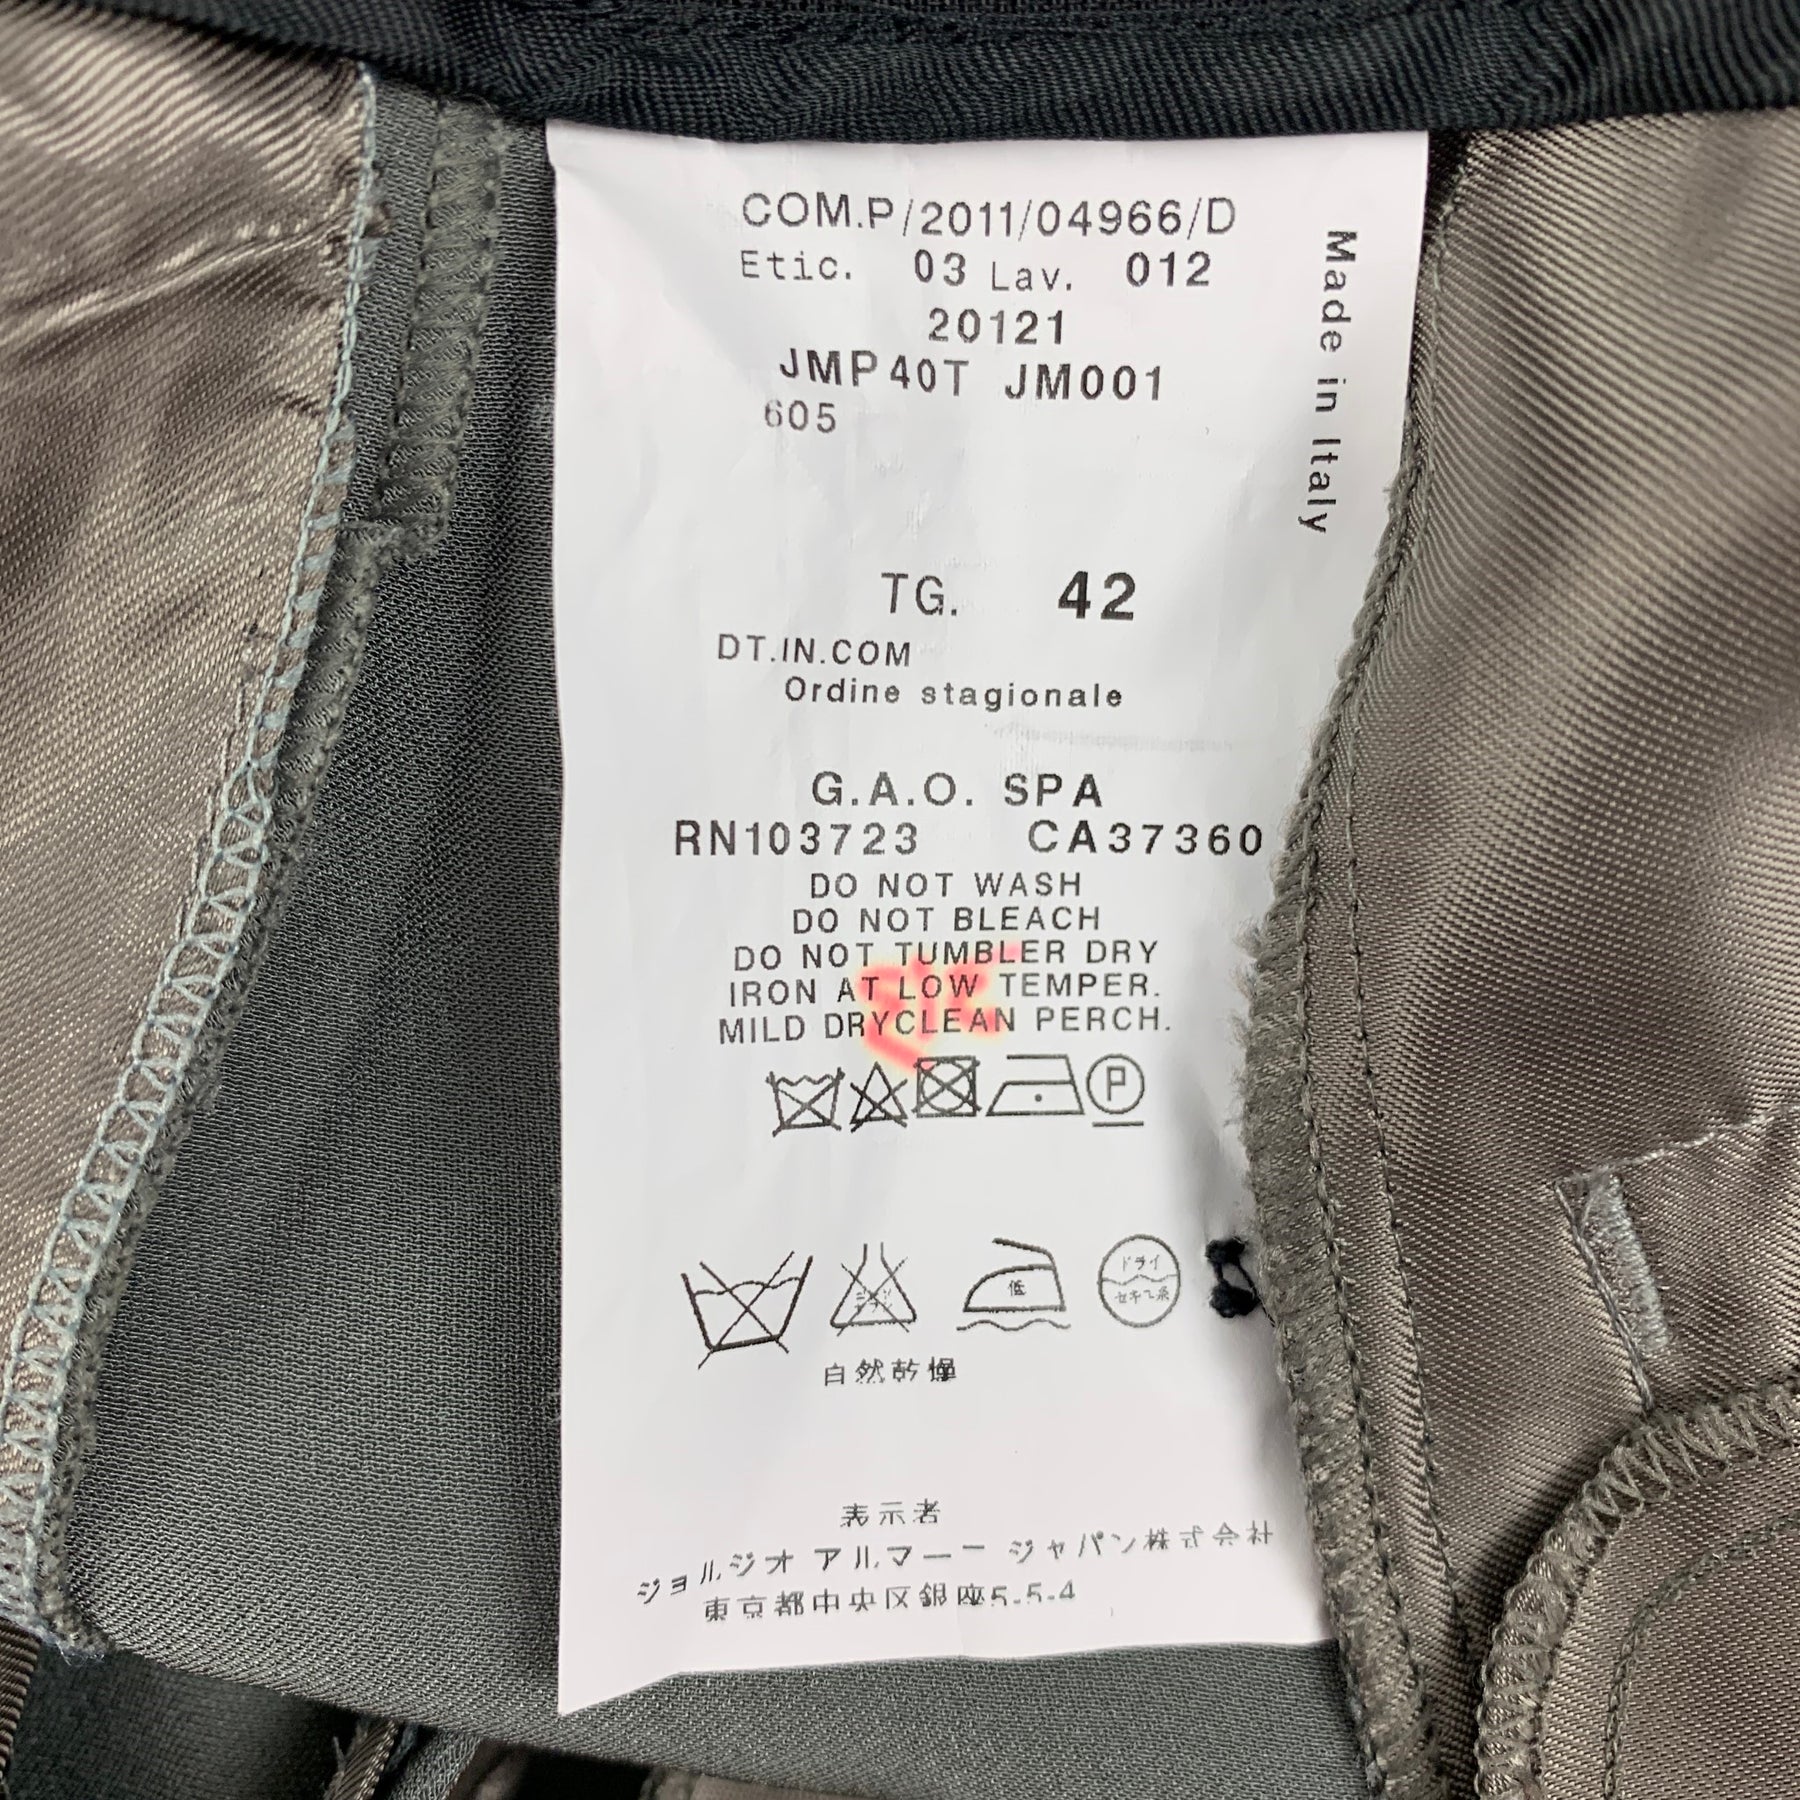 COM.P/2011/04966/D
Etic. 03 Lav. 012
20121
JMP40T JM001
605
Made in Italy
TG. 42
DT.IN.COM
Ordine stagionale
G.A.O. SPA
RN103723 CA37360
DO NOT WASH
DO NOT BLEACH
DO NOT TUMBLER DRY
IRON AT LOW TEMPER.
MILD DRYCLEAN PERCH.
P
低
ドライ
自然乾燥
表示者
ジョルジオ アルマーニ ジャパン株式会社
東京都中央区銀座5-5-4